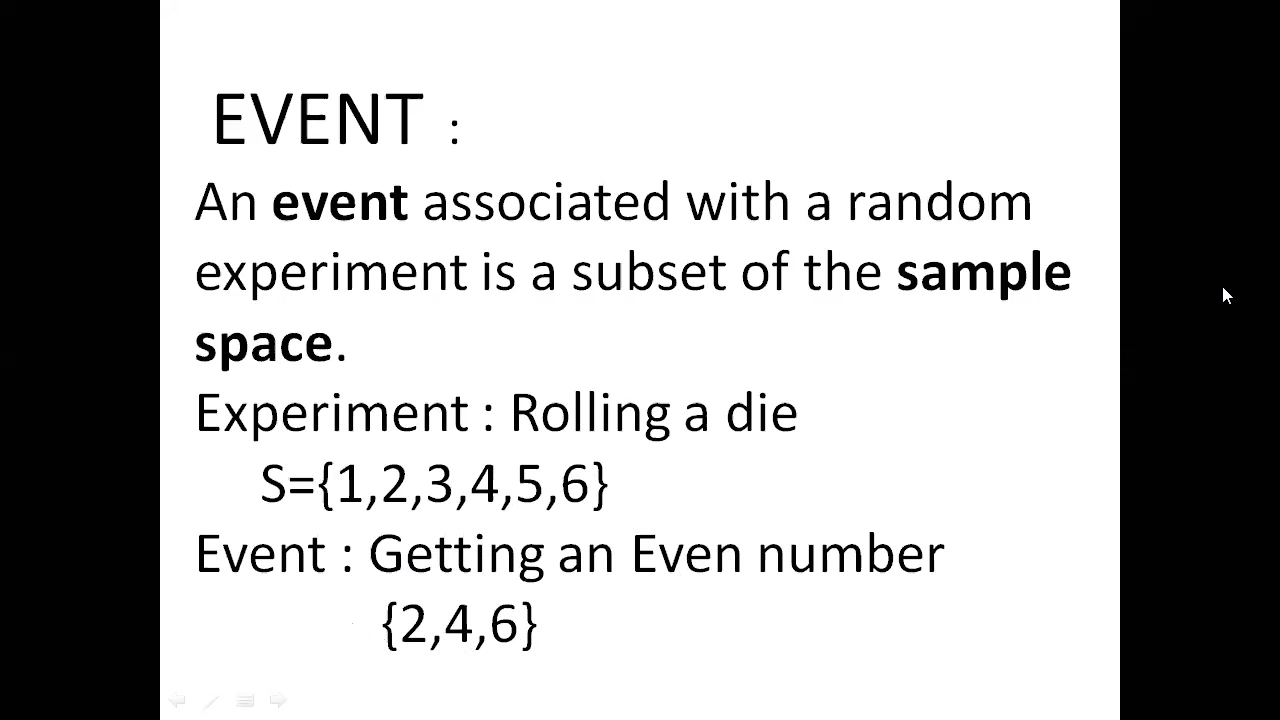 EVENT :
An event associated with a random
experiment is a subset of the sample
space.
Experiment : Rolling a die
S={1,2,3,4,5,6}
Event : Getting an Even number
{2,4,6}